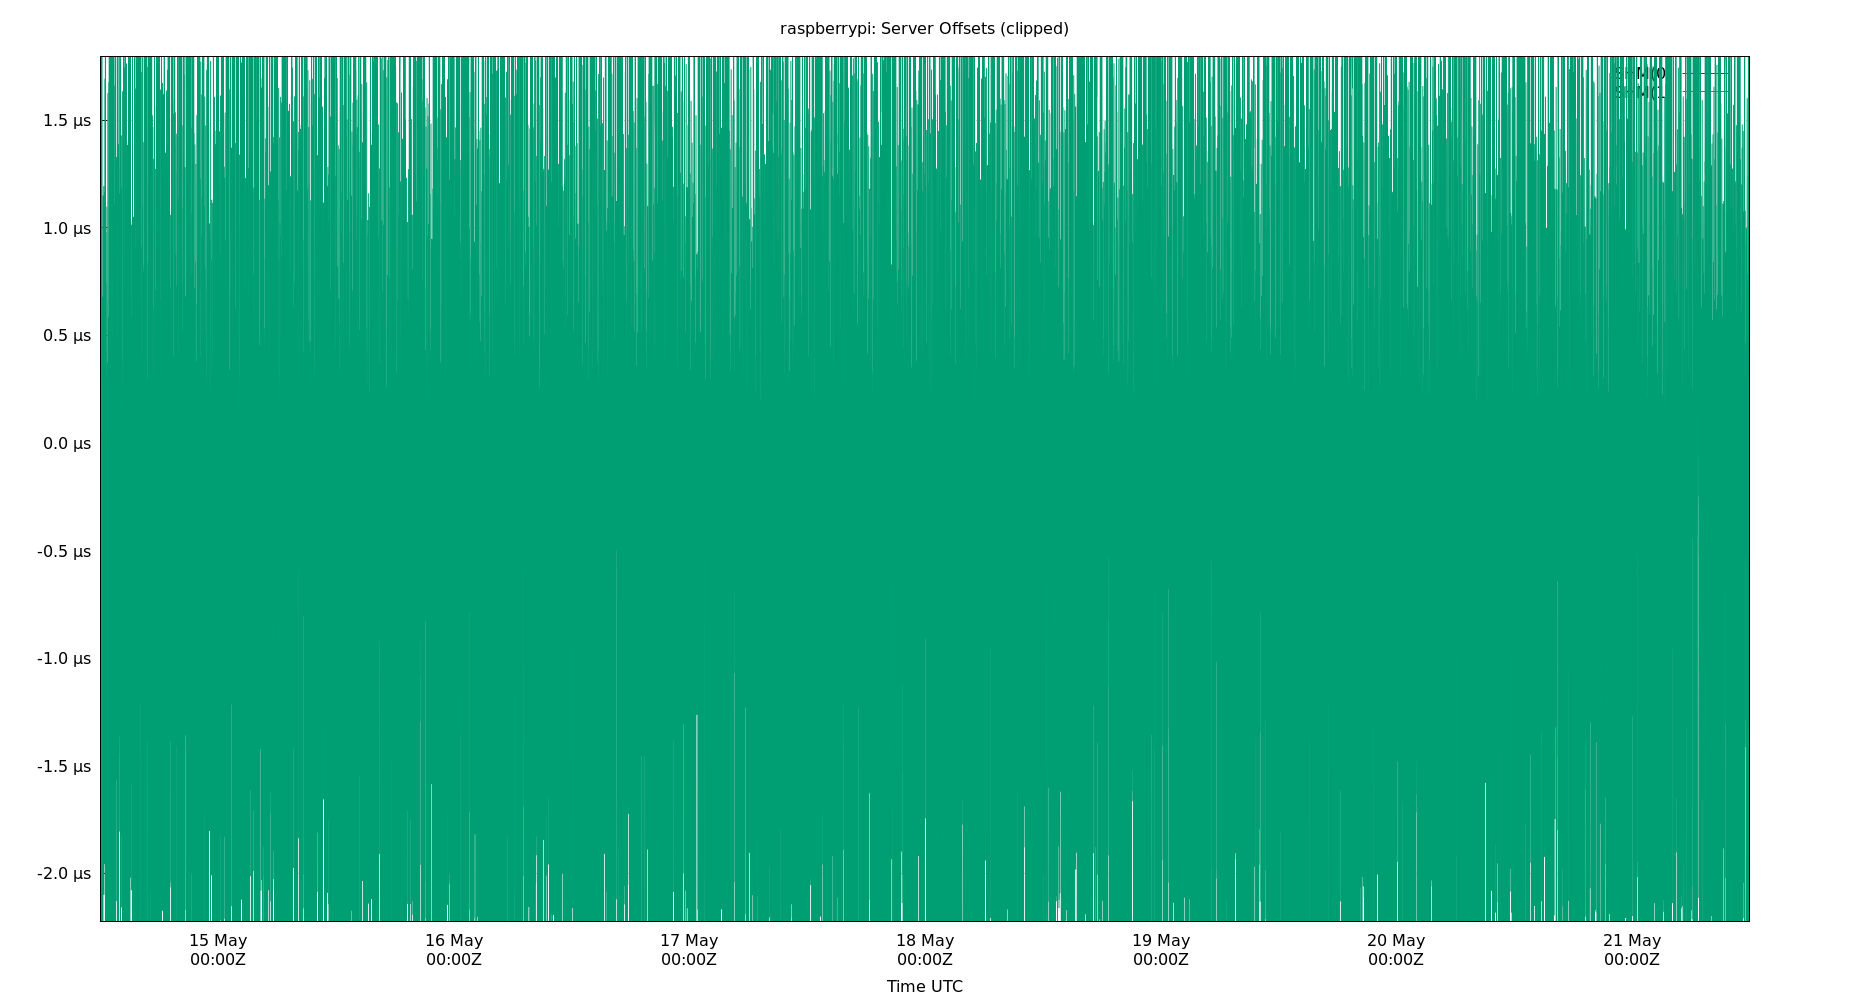 raspberrypi: Server Offsets (clipped)
1.5 µs
1.0 µs
0.5 µs
0.0 µs
-0.5 µs
-1.0 µs
-1.5 µs
-2.0 µs
15 May 16 May 17 May 18 May 19 May 20 May 21 May
00:00Z 00:00Z 00:00Z 00:00Z 00:00Z 00:00Z 00:00Z
Time UTC